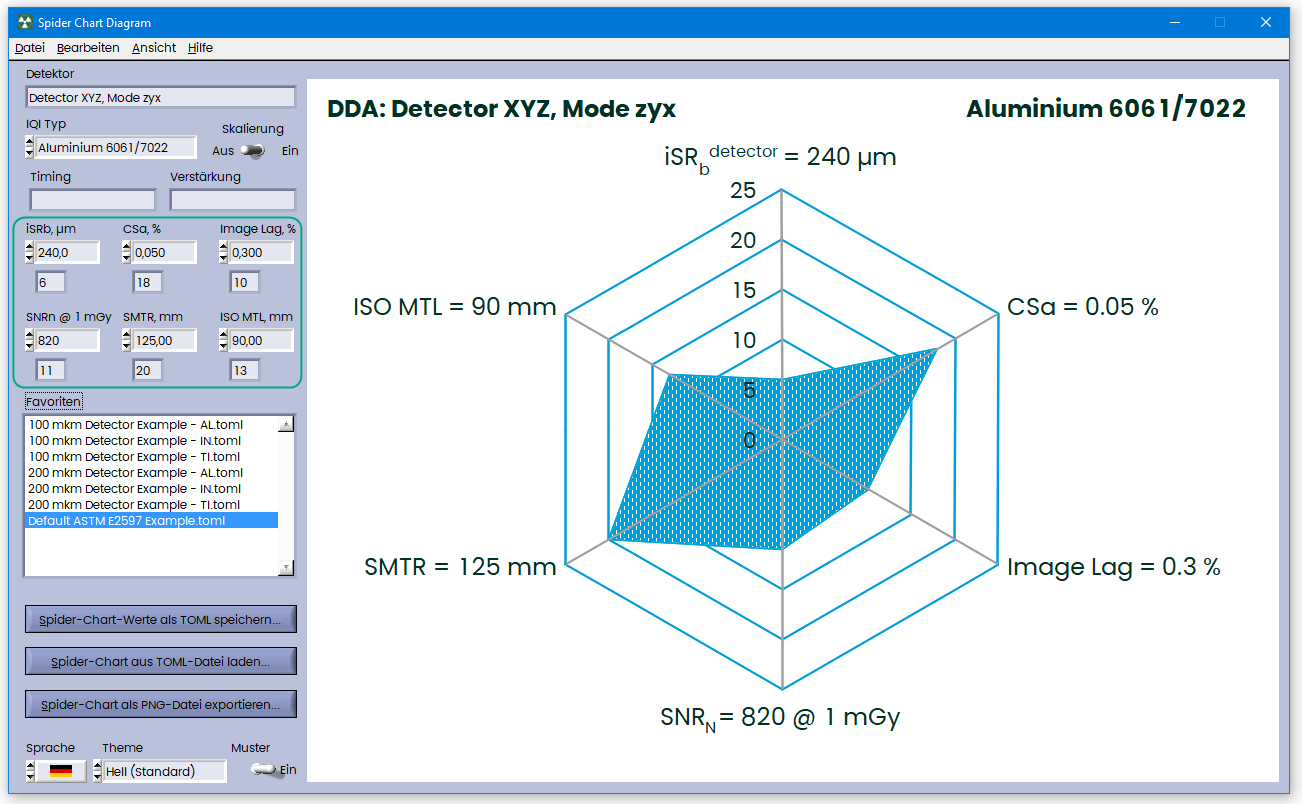 Spider Chart Diagram
Datei Bearbeiten Ansicht Hilfe
Detektor
Detector XYZ, Mode zyx
IQI Typ
Aluminium 6061/7022
Skalierung
Aus Ein
Timing Verstärkung
iSRb, µm CSa, % Image Lag, %
240,0 0,050 0,300
6 18 10
SNRn @ 1 mGy SMTR, mm ISO MTL, mm
820 125,00 90,00
11 20 13
Favoriten
100 mkm Detector Example - AL.toml
100 mkm Detector Example - IN.toml
100 mkm Detector Example - TI.toml
200 mkm Detector Example - AL.toml
200 mkm Detector Example - IN.toml
200 mkm Detector Example - TI.toml
Default ASTM E2597 Example.toml
Spider-Chart-Werte als TOML speichern...
Spider-Chart aus TOML-Datei laden...
Spider-Chart als PNG-Datei exportieren...
Sprache Theme Muster
Hell (Standard) Ein
DDA: Detector XYZ, Mode zyx Aluminium 6061/7022
iSRb detector = 240 µm
25
20
15
10
5
0
ISO MTL = 90 mm
CSa = 0.05 %
SMTR = 125 mm
Image Lag = 0.3 %
SNRN = 820 @ 1 mGy